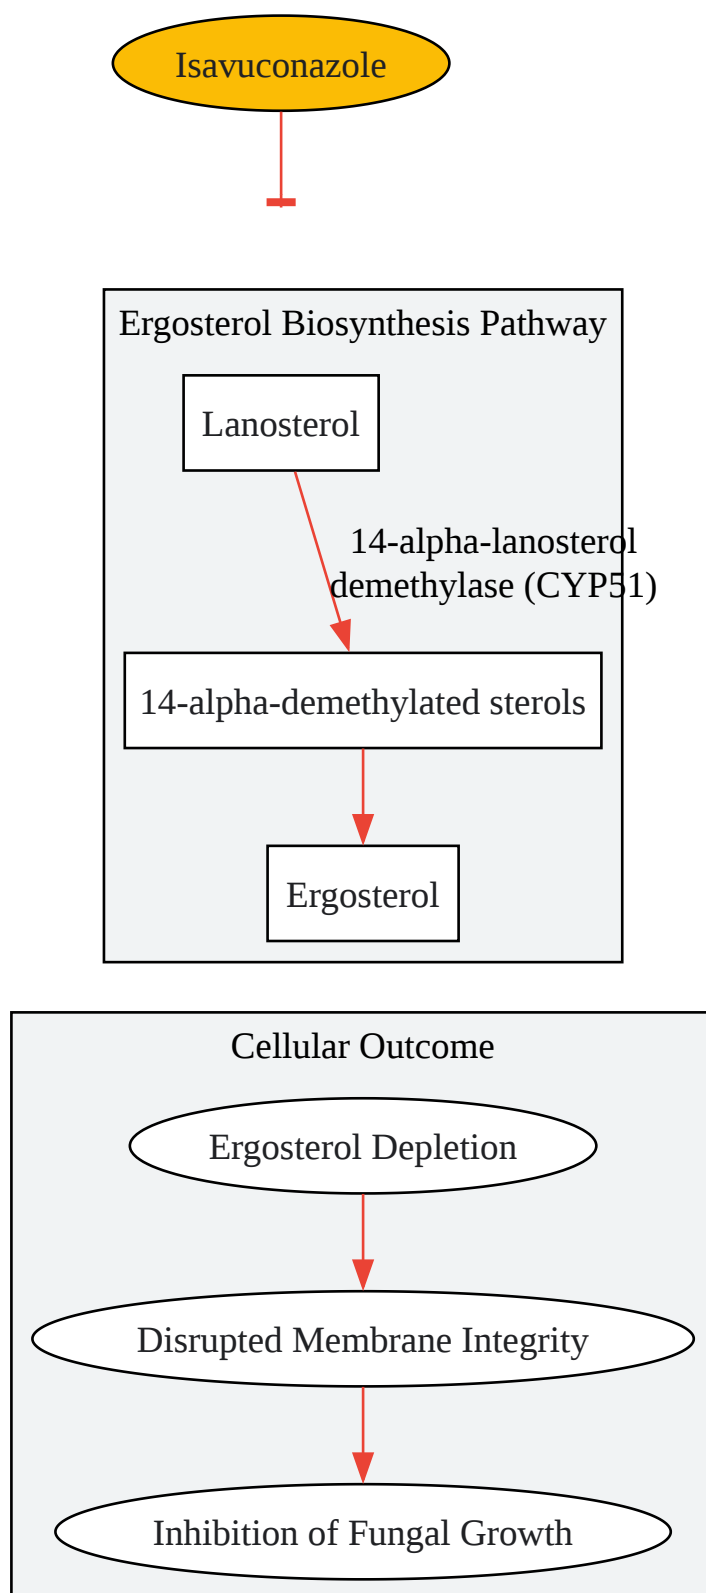 Isavuconazole
Ergosterol Biosynthesis Pathway
Lanosterol
14-alpha-lanosterol
demethylase (CYP51)
14-alpha-demethylated sterols
Ergosterol
Cellular Outcome
Ergosterol Depletion
Disrupted Membrane Integrity
Inhibition of Fungal Growth